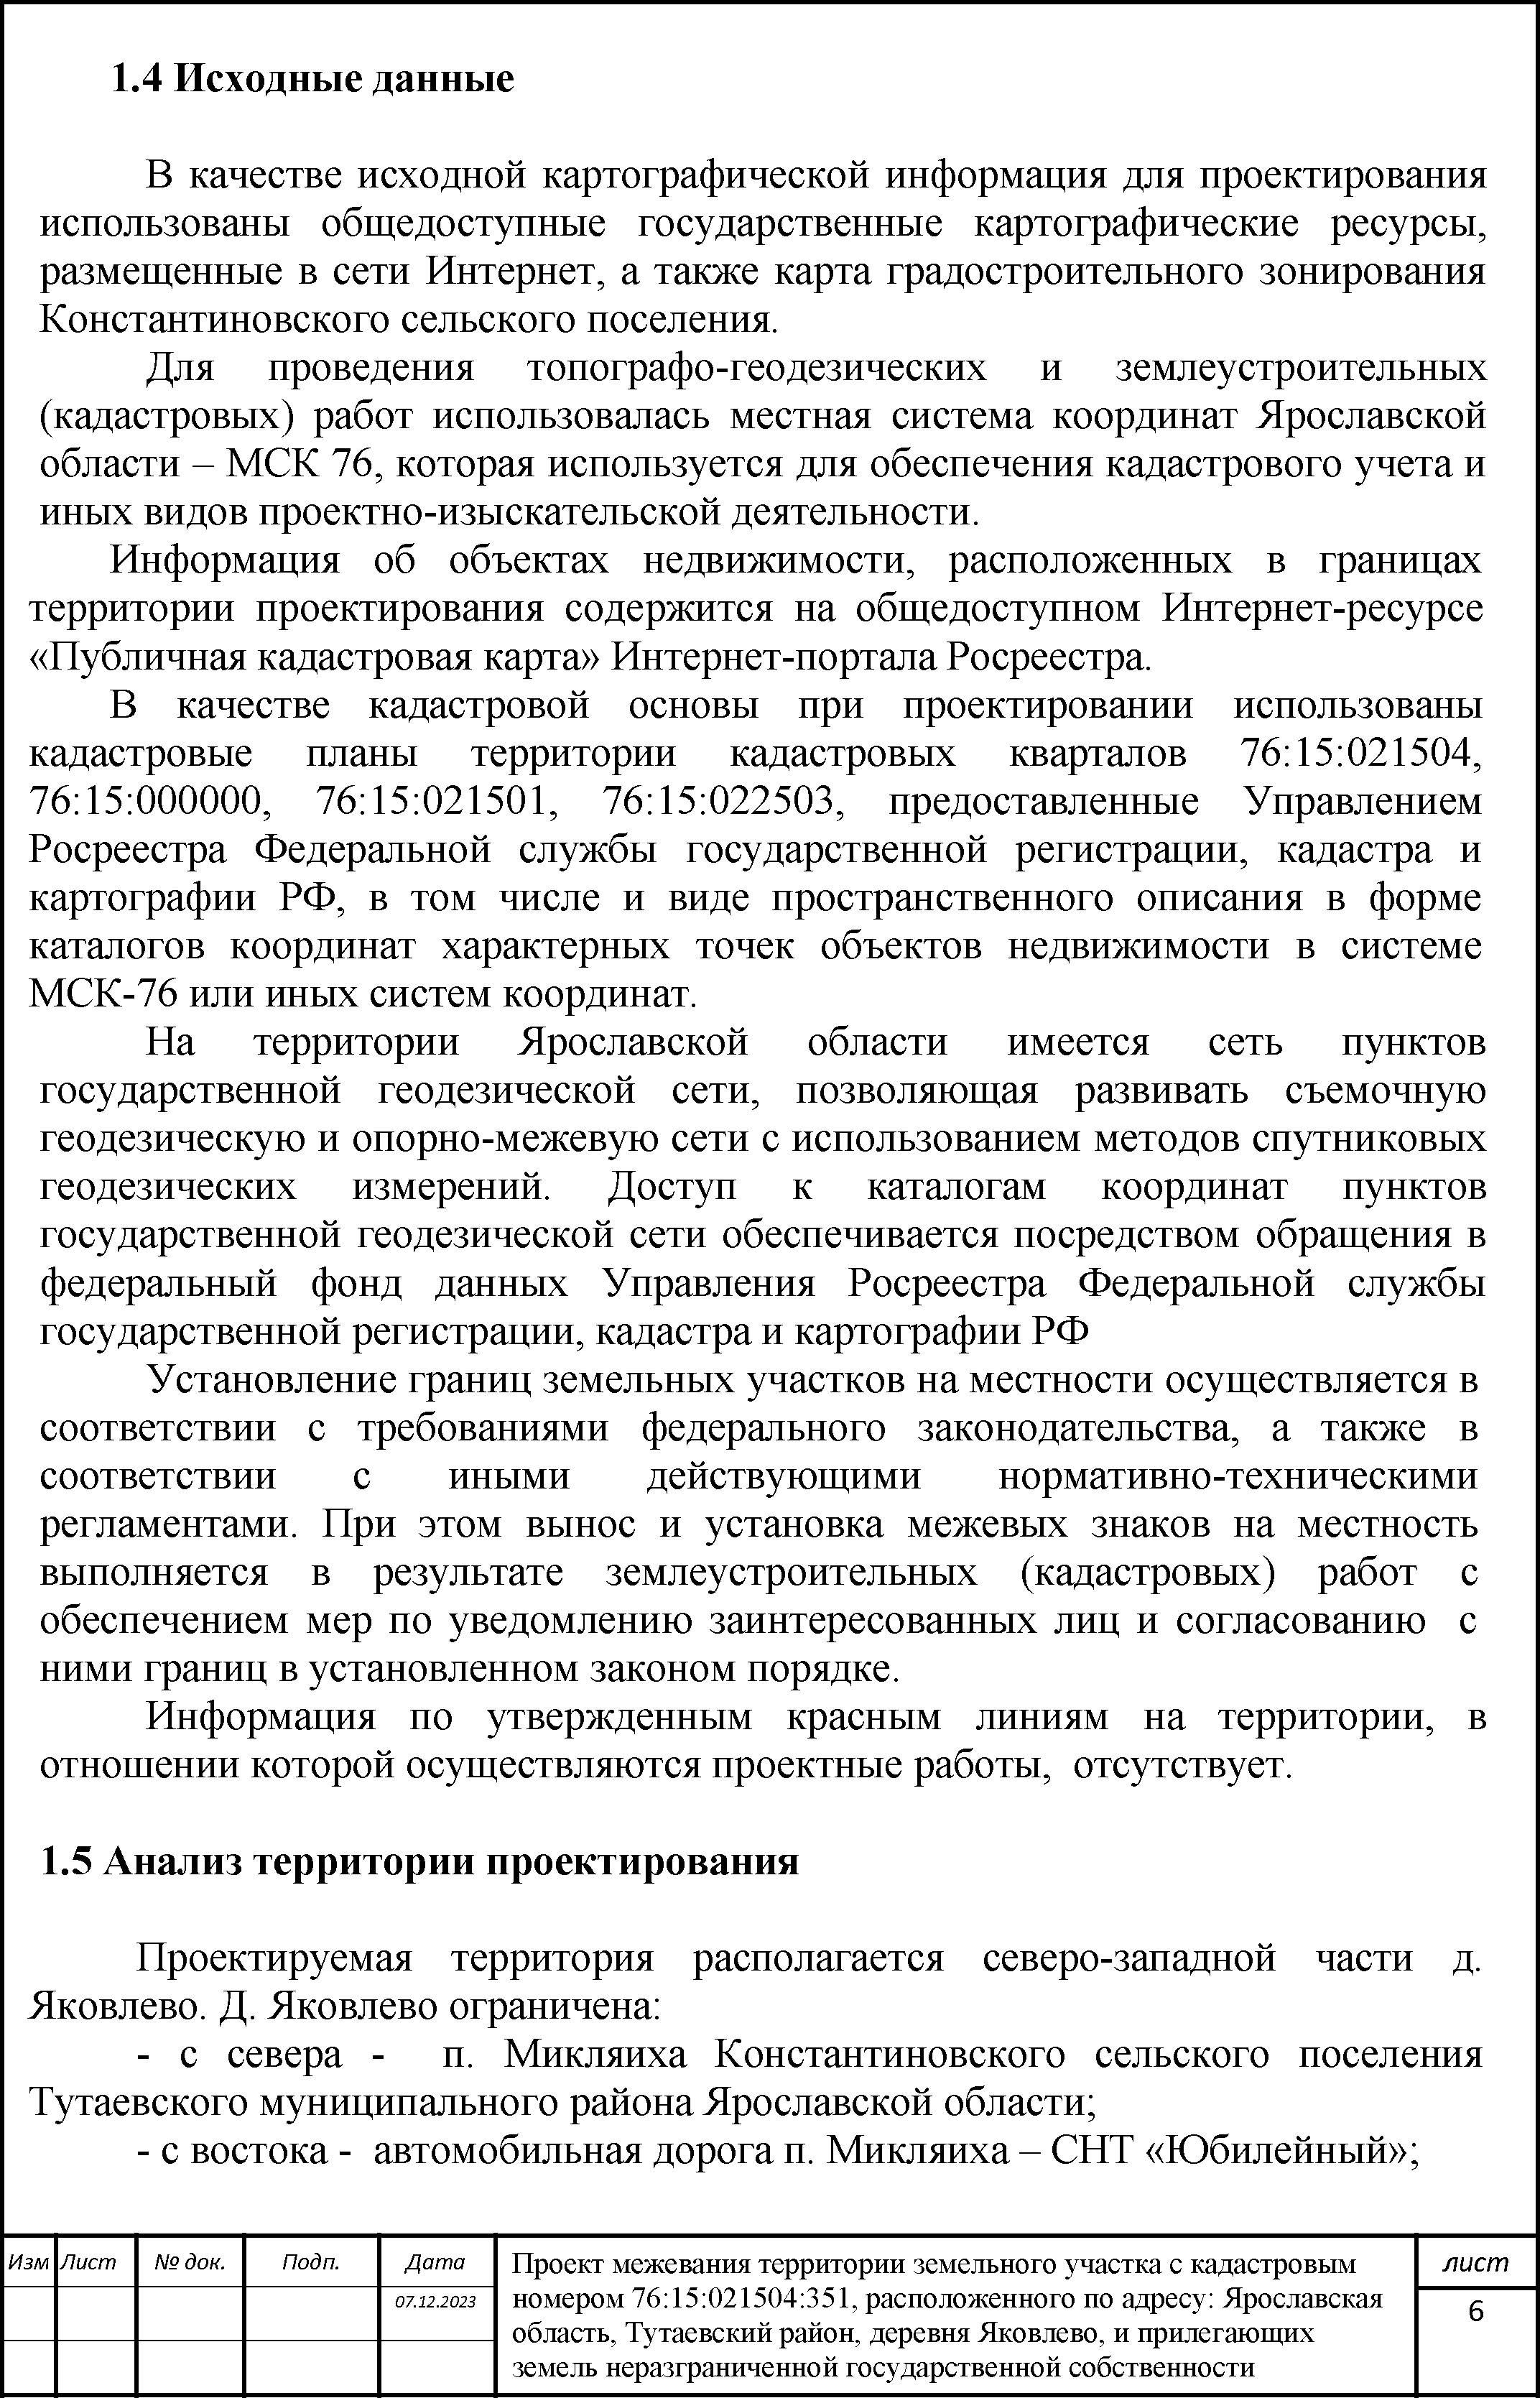 1.4 Исходные данные
В качестве исходной картографической информация для проектирования
использованы общедоступные государственные картографические ресурсы,
размещенные в сети Интернет, а также карта градостроительного зонирования
Константиновского сельского поселения.
Для проведения топографо-геодезических и землеустроительных
(кадастровых) работ использовалась местная система координат Ярославской
области – МСК 76, которая используется для обеспечения кадастрового учета и
иных видов проектно-изыскательской деятельности.
Информация об объектах недвижимости, расположенных в границах
территории проектирования содержится на общедоступном Интернет-ресурсе
«Публичная кадастровая карта» Интернет-портала Росреестра.
В качестве кадастровой основы при проектировании использованы
кадастровые планы территории кадастровых кварталов 76:15:021504,
76:15:000000, 76:15:021501, 76:15:022503, предоставленные Управлением
Росреестра Федеральной службы государственной регистрации, кадастра и
картографии РФ, в том числе и виде пространственного описания в форме
каталогов координат характерных точек объектов недвижимости в системе
МСК-76 или иных систем координат.
На территории Ярославской области имеется сеть пунктов
государственной геодезической сети, позволяющая развивать съемочную
геодезическую и опорно-межевую сети с использованием методов спутниковых
геодезических измерений. Доступ к каталогам координат пунктов
государственной геодезической сети обеспечивается посредством обращения в
федеральный фонд данных Управления Росреестра Федеральной службы
государственной регистрации, кадастра и картографии РФ
Установление границ земельных участков на местности осуществляется в
соответствии с требованиями федерального законодательства, а также в
соответствии с иными действующими нормативно-техническими
регламентами. При этом вынос и установка межевых знаков на местность
выполняется в результате землеустроительных (кадастровых) работ с
обеспечением мер по уведомлению заинтересованных лиц и согласованию с
ними границ в установленном законом порядке.
Информация по утвержденным красным линиям на территории, в
отношении которой осуществляются проектные работы, отсутствует.
1.5 Анализ территории проектирования
Проектируемая территория располагается северо-западной части д.
Яковлево. Д. Яковлево ограничена:
- с севера - п. Микляиха Константиновского сельского поселения
Тутаевского муниципального района Ярославской области;
- с востока - автомобильная дорога п. Микляиха – СНТ «Юбилейный»;
Изм Лист № док. Подп. Дата
07.12.2023
Проект межевания территории земельного участка с кадастровым
номером 76:15:021504:351, расположенного по адресу: Ярославская
область, Тутаевский район, деревня Яковлево, и прилегающих
земель неразграниченной государственной собственности
лист
6